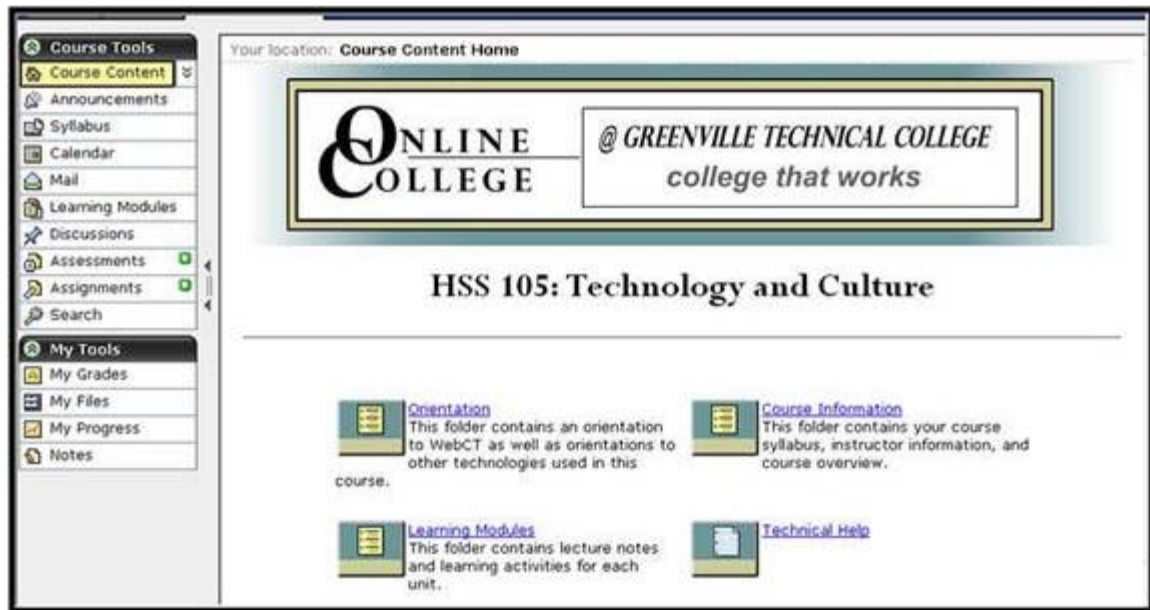 Course Tools
Course Content
Announcements
Syllabus
Calendar
Mail
Learning Modules
Discussions
Assessments
Assignments
Search
My Tools
My Grades
My Files
My Progress
Notes
Your location: Course Content Home
ONLINE
COLLEGE
@ GREENVILLE TECHNICAL COLLEGE
college that works
HSS 105: Technology and Culture
Orientation
This folder contains an orientation
to WebCT as well as orientations to
other technologies used in this
course.
Course Information
This folder contains your course
syllabus, instructor information, and
course overview.
Learning Modules
This folder contains lecture notes
and learning activities for each
unit.
Technical Help